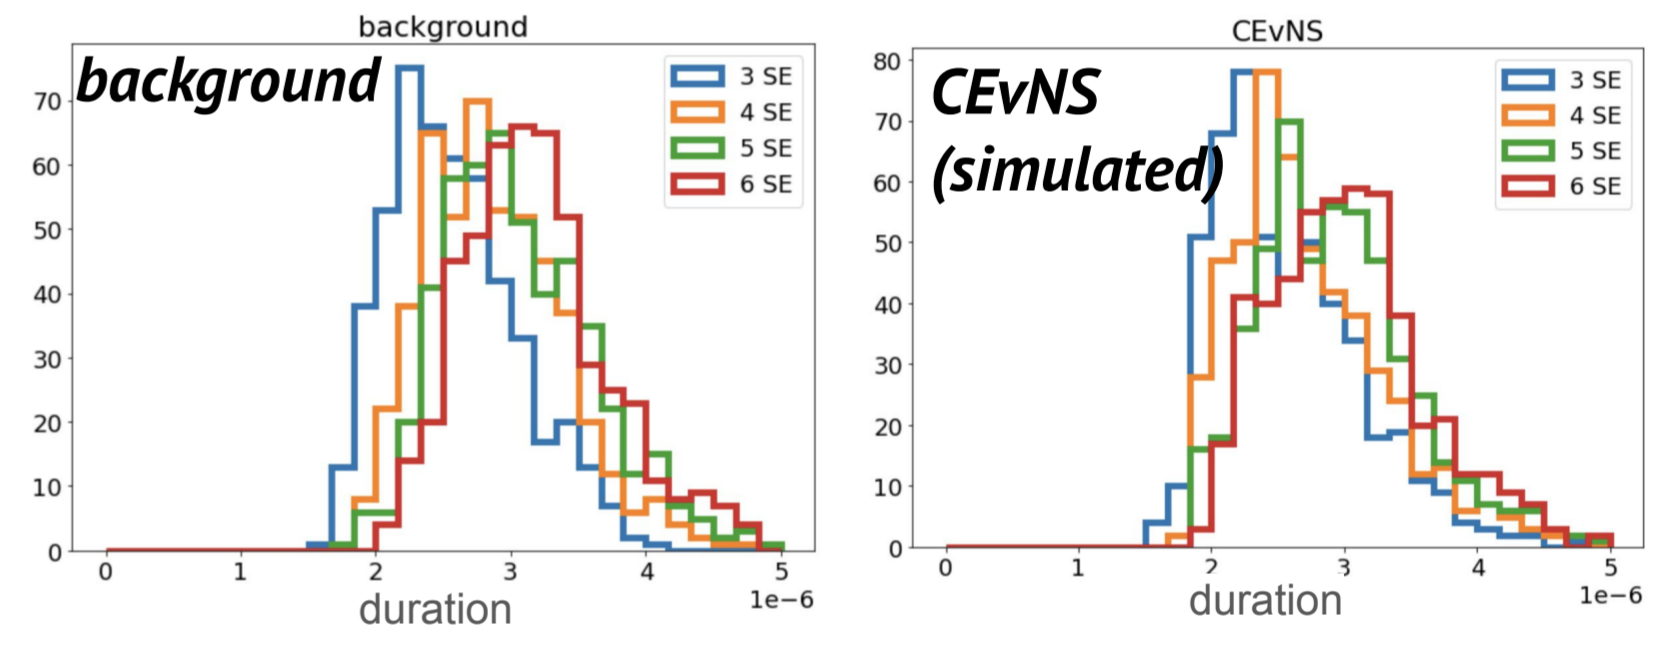 background
background
3 SE
4 SE
5 SE
6 SE
70
60
50
40
30
20
10
0
0 1 2 3 4 5
1e−6
duration
CEvNS
CEvNS
(simulated)
3 SE
4 SE
5 SE
6 SE
80
70
60
50
40
30
20
10
0
0 1 2 3 4 5
1e−6
duration